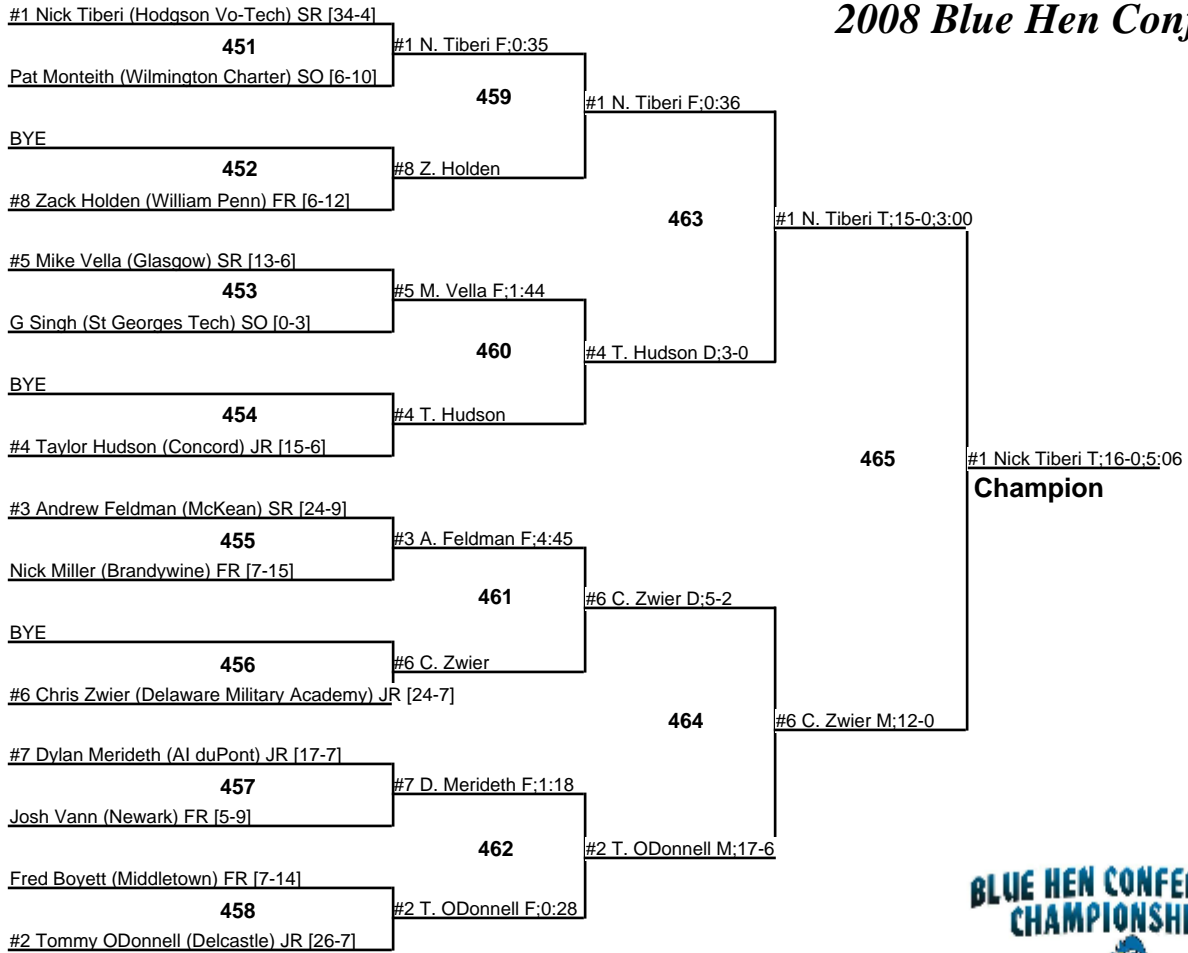 2008 Blue Hen Conf
#1 Nick Tiberi (Hodgson Vo-Tech) SR [34-4]
451
#1 N. Tiberi F;0:35
Pat Monteith (Wilmington Charter) SO [6-10]
459
#1 N. Tiberi F;0:36
BYE
452
#8 Z. Holden
#8 Zack Holden (William Penn) FR [6-12]
463
#1 N. Tiberi T;15-0;3:00
#5 Mike Vella (Glasgow) SR [13-6]
453
#5 M. Vella F;1:44
G Singh (St Georges Tech) SO [0-3]
460
#4 T. Hudson D;3-0
BYE
454
#4 T. Hudson
#4 Taylor Hudson (Concord) JR [15-6]
465
#1 Nick Tiberi T;16-0;5:06
Champion
#3 Andrew Feldman (McKean) SR [24-9]
455
#3 A. Feldman F;4:45
Nick Miller (Brandywine) FR [7-15]
461
#6 C. Zwier D;5-2
BYE
456
#6 C. Zwier
#6 Chris Zwier (Delaware Military Academy) JR [24-7]
464
#6 C. Zwier M;12-0
#7 Dylan Merideth (AI duPont) JR [17-7]
457
#7 D. Merideth F;1:18
Josh Vann (Newark) FR [5-9]
462
#2 T. ODonnell M;17-6
Fred Boyett (Middletown) FR [7-14]
458
#2 T. ODonnell F;0:28
#2 Tommy ODonnell (Delcastle) JR [26-7]
BLUE HEN CONFE
CHAMPIONSH